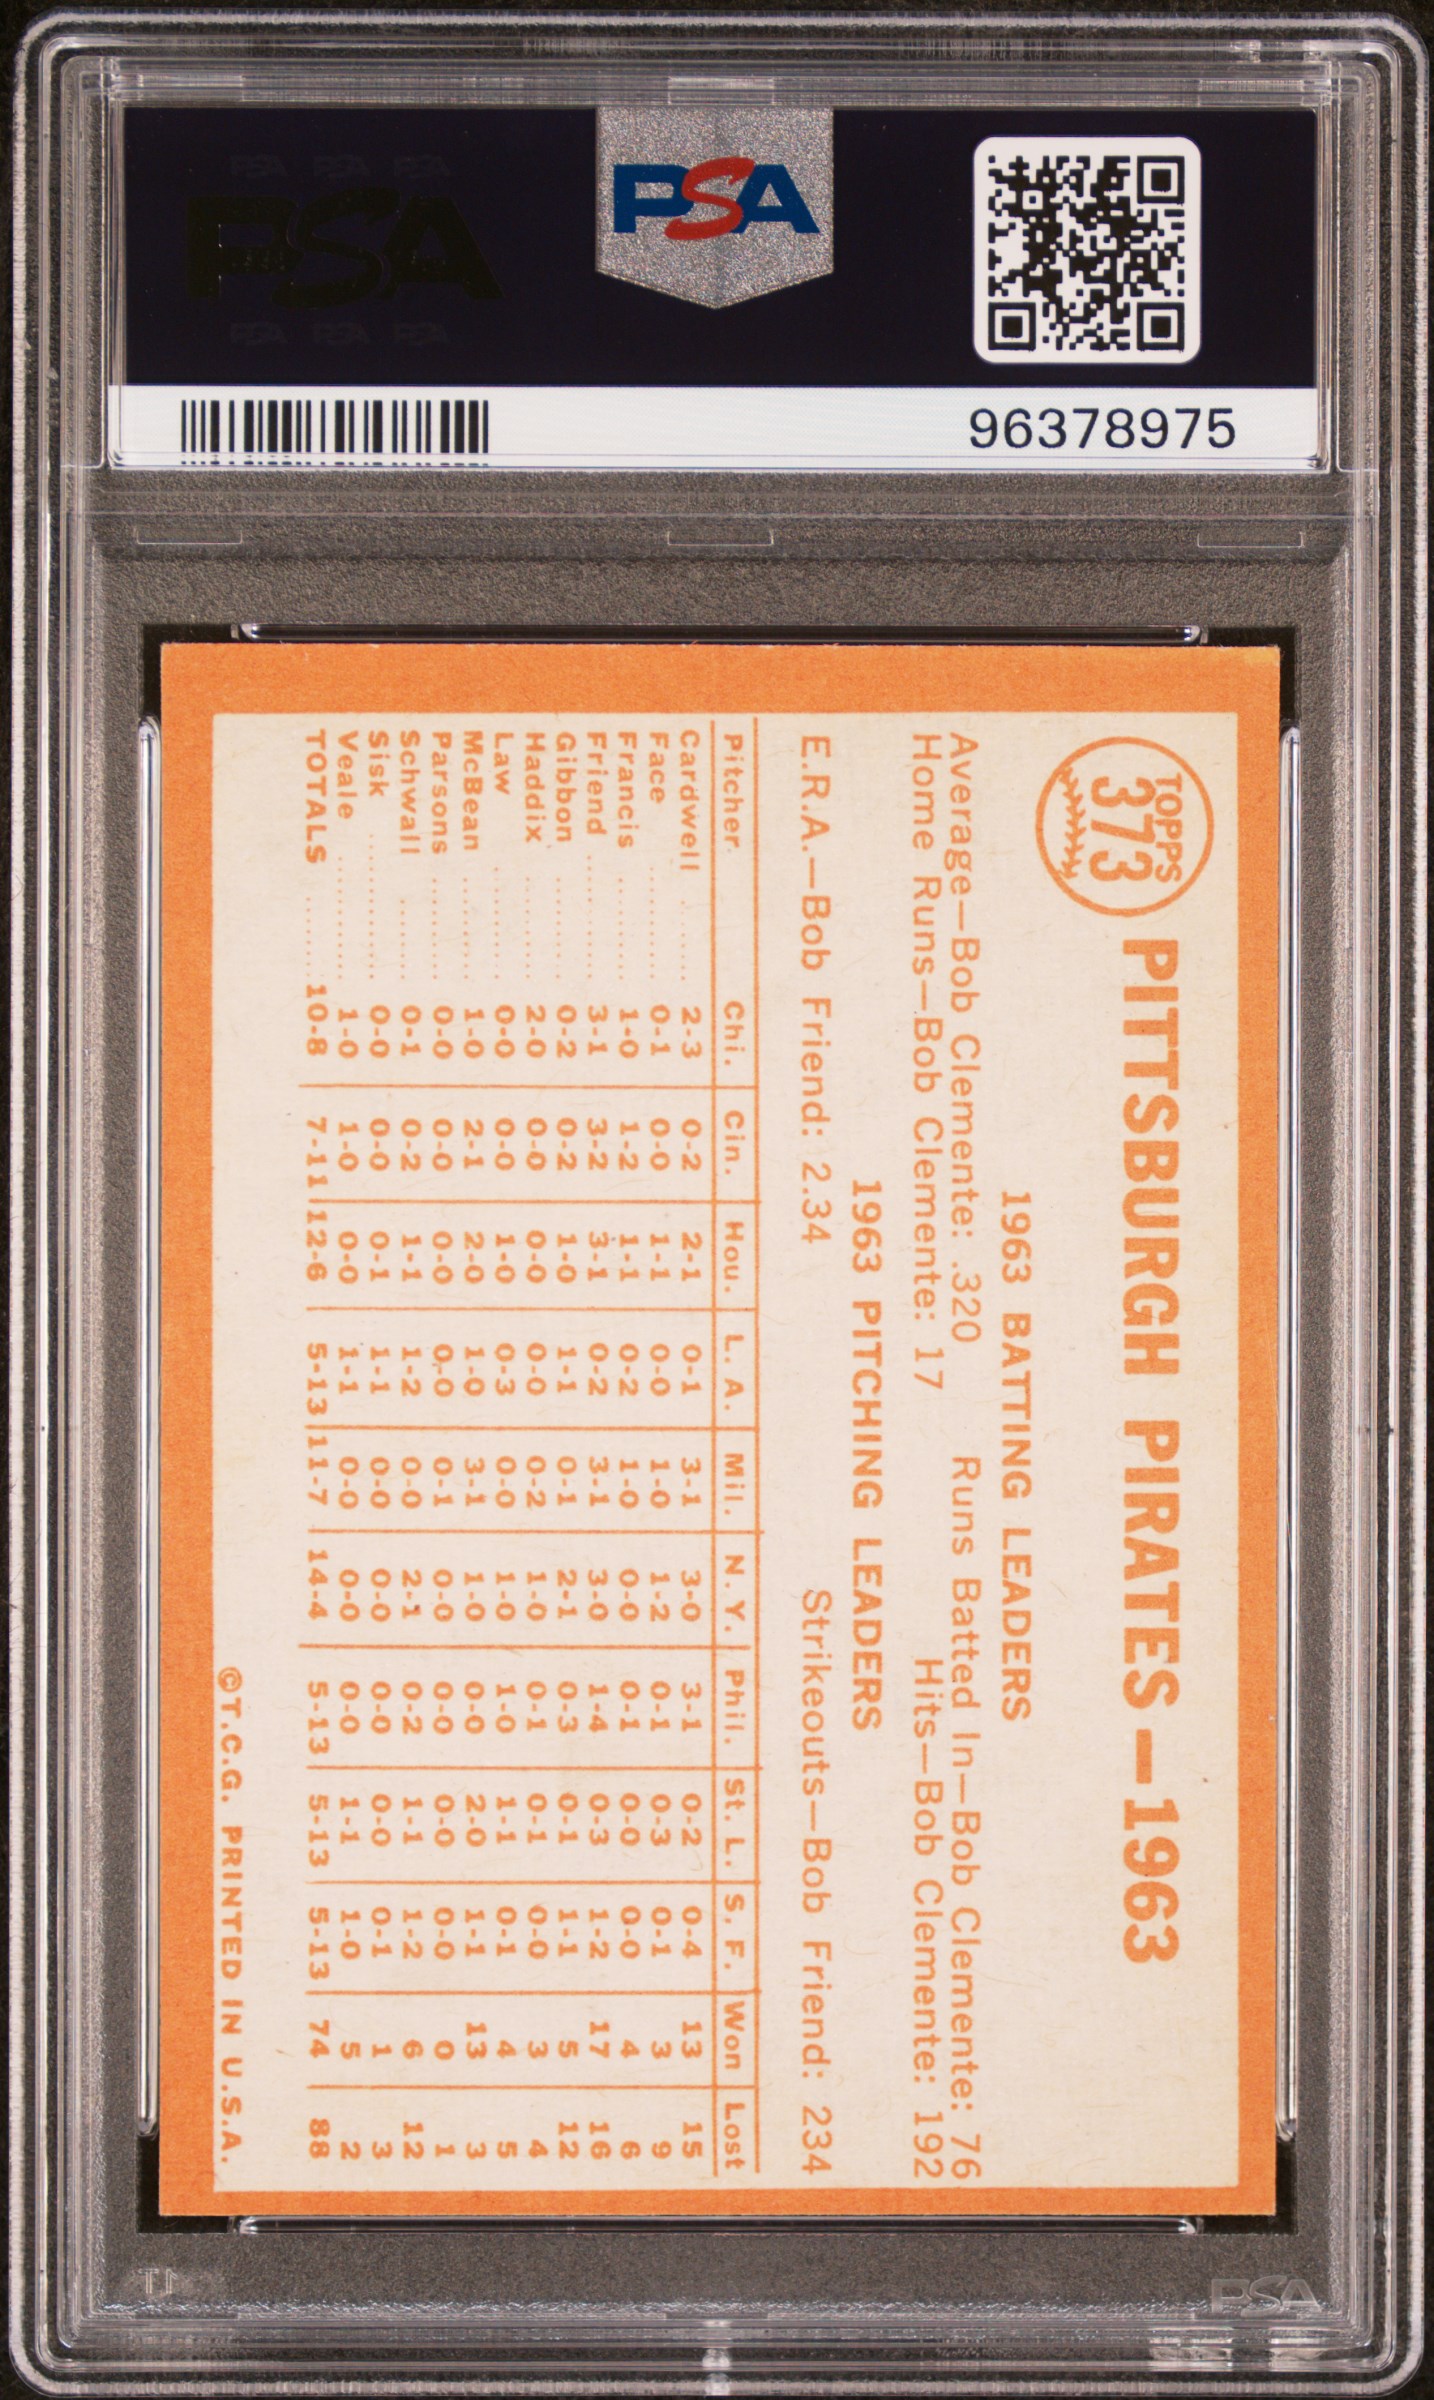 PSA PSA PSA
PSA
PSA PSA PSA
PSA
96378975
TOPPS
373
PITTSBURGH PIRATES—1963
1963 BATTING LEADERS
Average—Bob Clemente: .320 Runs Batted In—Bob Clemente: 76
Home Runs—Bob Clemente: 17 Hits—Bob Clemente: 192
1963 PITCHING LEADERS
E.R.A.—Bob Friend: 2.34 Strikeouts—Bob Friend: 234
Pitcher Chi. Cin. Hou. L. A. Mil. N. Y. Phil. St. L. S. F. Won Lost
Cardwell ....... 2-3 0-2 2-1 0-1 3-1 3-0 3-1 0-2 0-4 13 15
Face .......... 0-1 0-0 1-1 0-0 1-0 1-2 0-1 0-3 0-1 3 9
Francis ......... 1-0 1-2 1-1 0-2 1-0 0-0 0-1 0-0 0-0 4 6
Friend .......... 3-1 3-2 3-1 0-2 3-1 3-0 1-4 0-3 1-2 17 16
Gibbon ......... 0-2 0-2 1-0 1-1 0-1 2-1 0-3 0-1 1-1 5 12
Haddix ......... 2-0 0-0 0-0 0-0 0-2 1-0 0-1 0-1 0-0 3 4
Law .......... 0-0 0-0 1-0 0-3 0-0 1-0 1-0 1-1 0-1 4 5
McBean ......... 1-0 2-1 2-0 1-0 3-1 1-0 0-0 2-0 1-1 13 3
Parsons ......... 0-0 0-0 0-0 0-0 0-1 0-0 0-0 0-0 0-0 0 1
Schwall ....... 0-1 0-2 1-1 1-2 0-0 2-1 0-2 1-1 1-2 6 12
Sisk ............. 0-0 0-0 0-1 1-1 0-0 0-0 0-0 0-0 0-1 1 3
Veale ........... 1-0 1-0 0-0 1-1 0-0 0-0 0-0 1-1 1-0 5 2
TOTALS ....... 10-8 7-11 12-6 5-13 11-7 14-4 5-13 5-13 5-13 74 88
©T.C.G. PRINTED IN U.S.A.
PSA